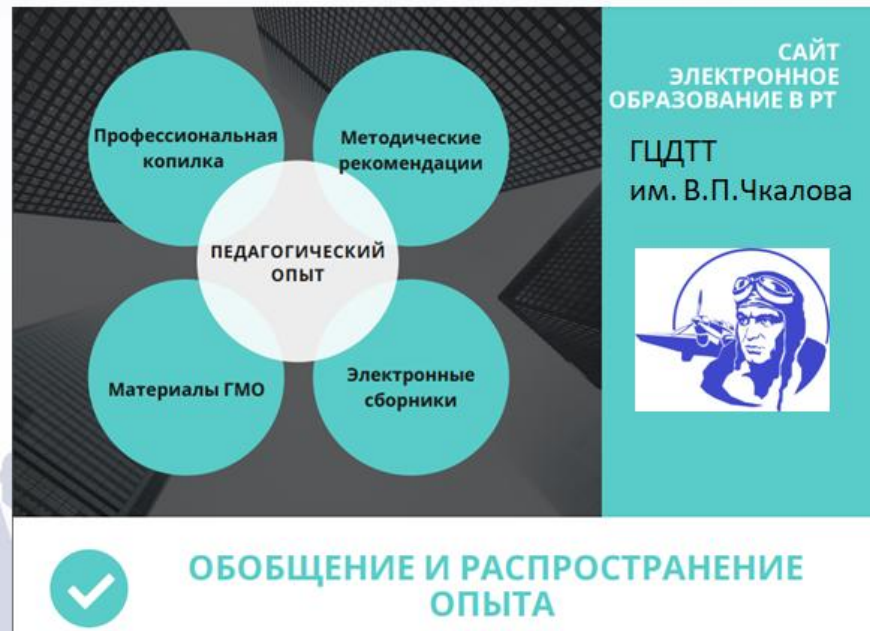 Профессиональная
копилка
Методические
рекомендации
ПЕДАГОГИЧЕСКИЙ
ОПЫТ
Материалы ГМО
Электронные
сборники
САЙТ
ЭЛЕКТРОННОЕ
ОБРАЗОВАНИЕ В РТ
ГЦДТТ
им. В.П.Чкалова
ОБОБЩЕНИЕ И РАСПРОСТРАНЕНИЕ
ОПЫТА